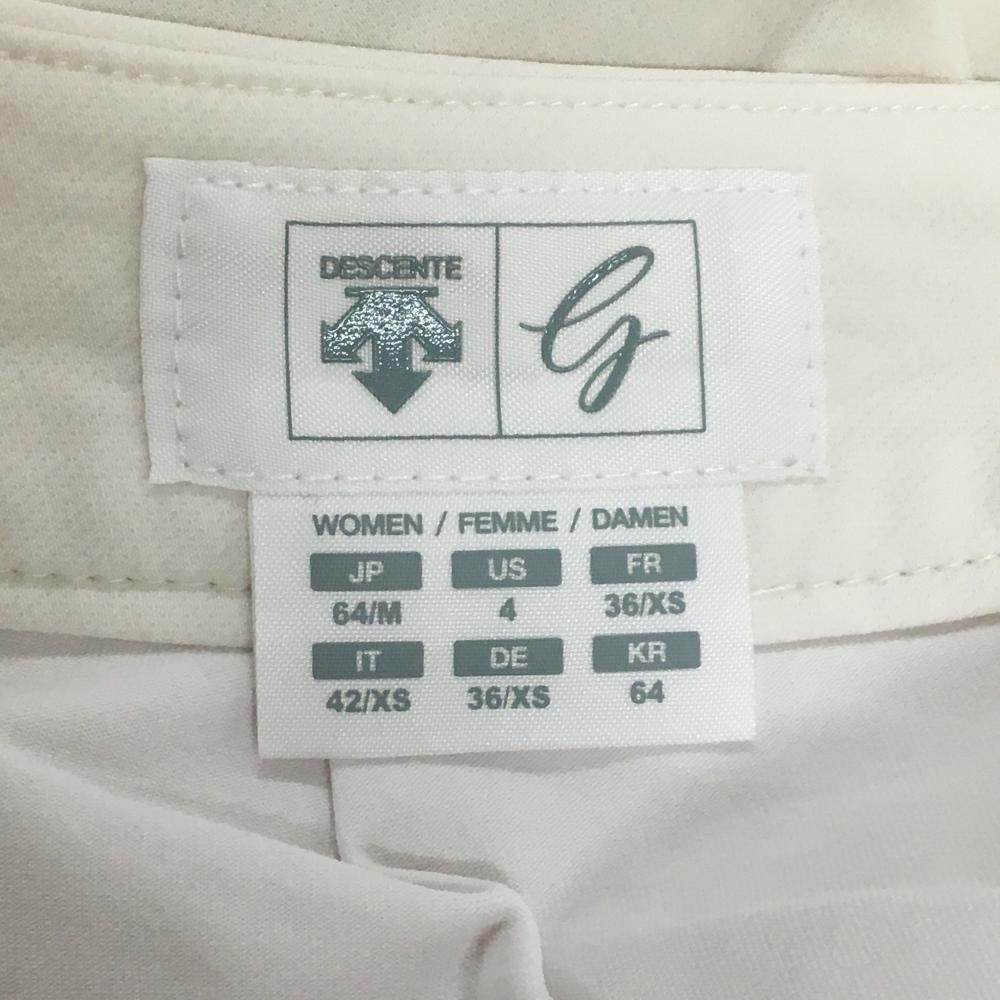 DESCENTE
G
WOMEN / FEMME / DAMEN
JP US FR
64/M 4 36/XS
IT DE KR
42/XS 36/XS 64